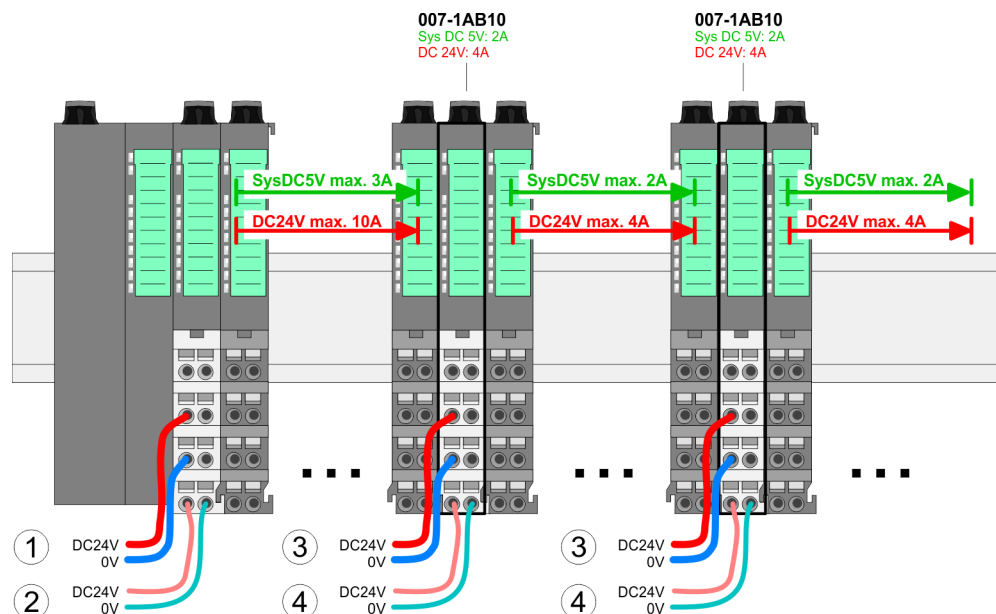 007-1AB10
Sys DC 5V: 2A
DC 24V: 4A
007-1AB10
Sys DC 5V: 2A
DC 24V: 4A
SysDC5V max. 3A
SysDC5V max. 2A
SysDC5V max. 2A
DC24V max. 10A
DC24V max. 4A
DC24V max. 4A
1
DC24V
0V
3
DC24V
0V
3
DC24V
0V
2
DC24V
0V
4
DC24V
0V
4
DC24V
0V